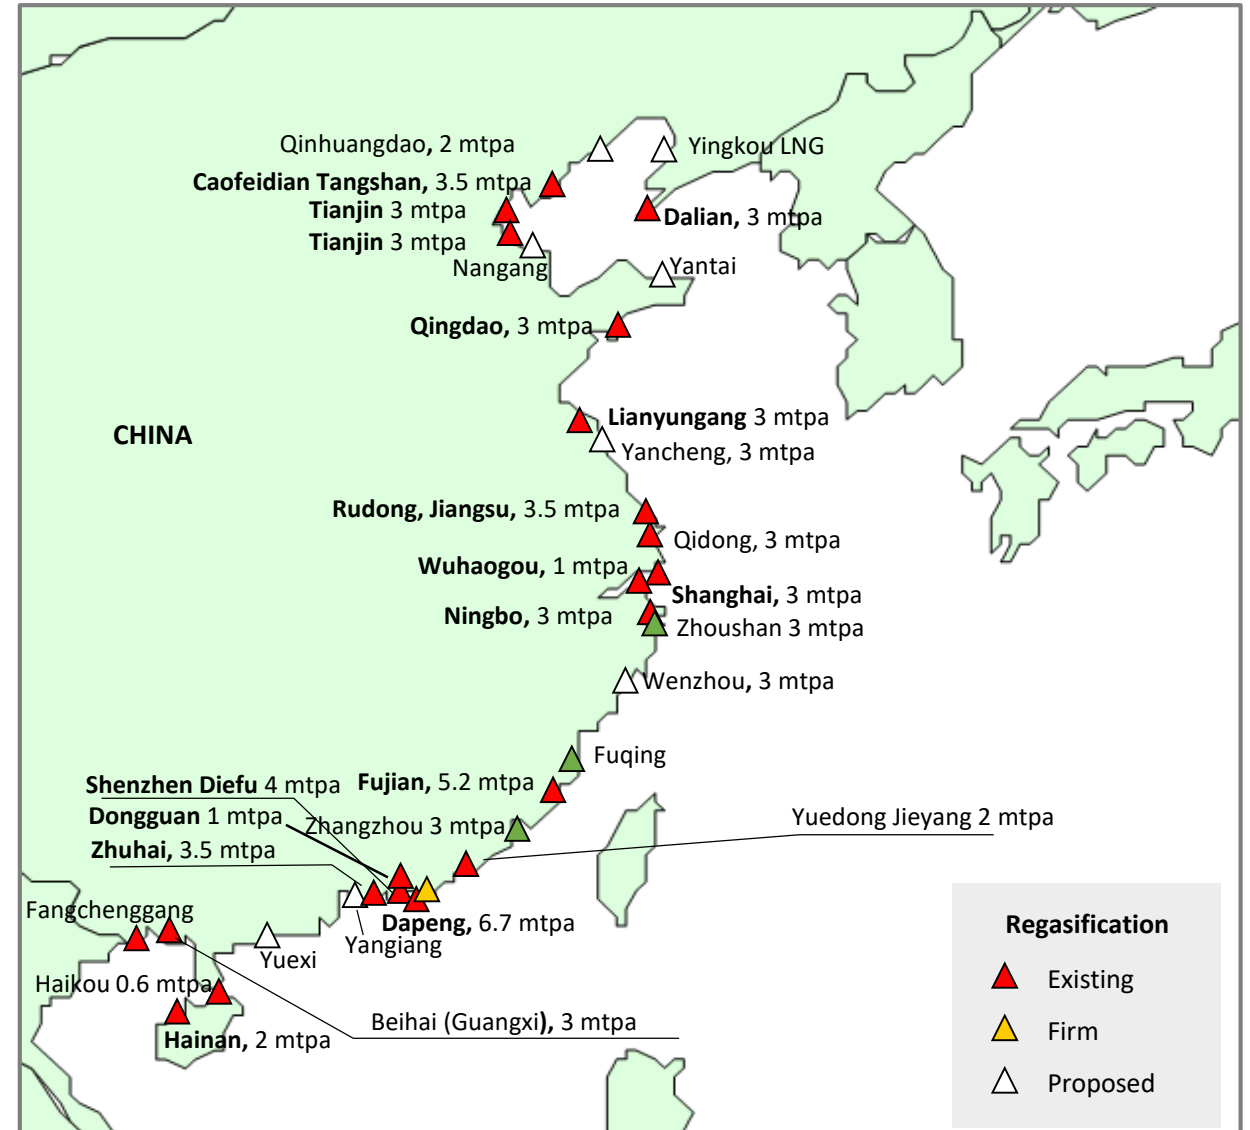 Qinhuangdao, 2 mtpa
Yingkou LNG
Caofeidian Tangshan, 3.5 mtpa
Tianjin 3 mtpa
Dalian, 3 mtpa
Tianjin 3 mtpa
Nangang
Yantai
Qingdao, 3 mtpa
Lianyungang 3 mtpa
CHINA
Yancheng, 3 mtpa
Rudong, Jiangsu, 3.5 mtpa
Qidong, 3 mtpa
Wuhaogou, 1 mtpa
Shanghai, 3 mtpa
Ningbo, 3 mtpa
Zhoushan 3 mtpa
Wenzhou, 3 mtpa
Fuqing
Shenzhen Diefu 4 mtpa
Fujian, 5.2 mtpa
Dongguan 1 mtpa
Zhangzhou 3 mtpa
Yuedong Jieyang 2 mtpa
Zhuhai, 3.5 mtpa
Fangchenggang
Dapeng, 6.7 mtpa
Yangiang
Yuexi
Haikou 0.6 mtpa
Beihai (Guangxi), 3 mtpa
Hainan, 2 mtpa
Regasification
Existing
Firm
Proposed